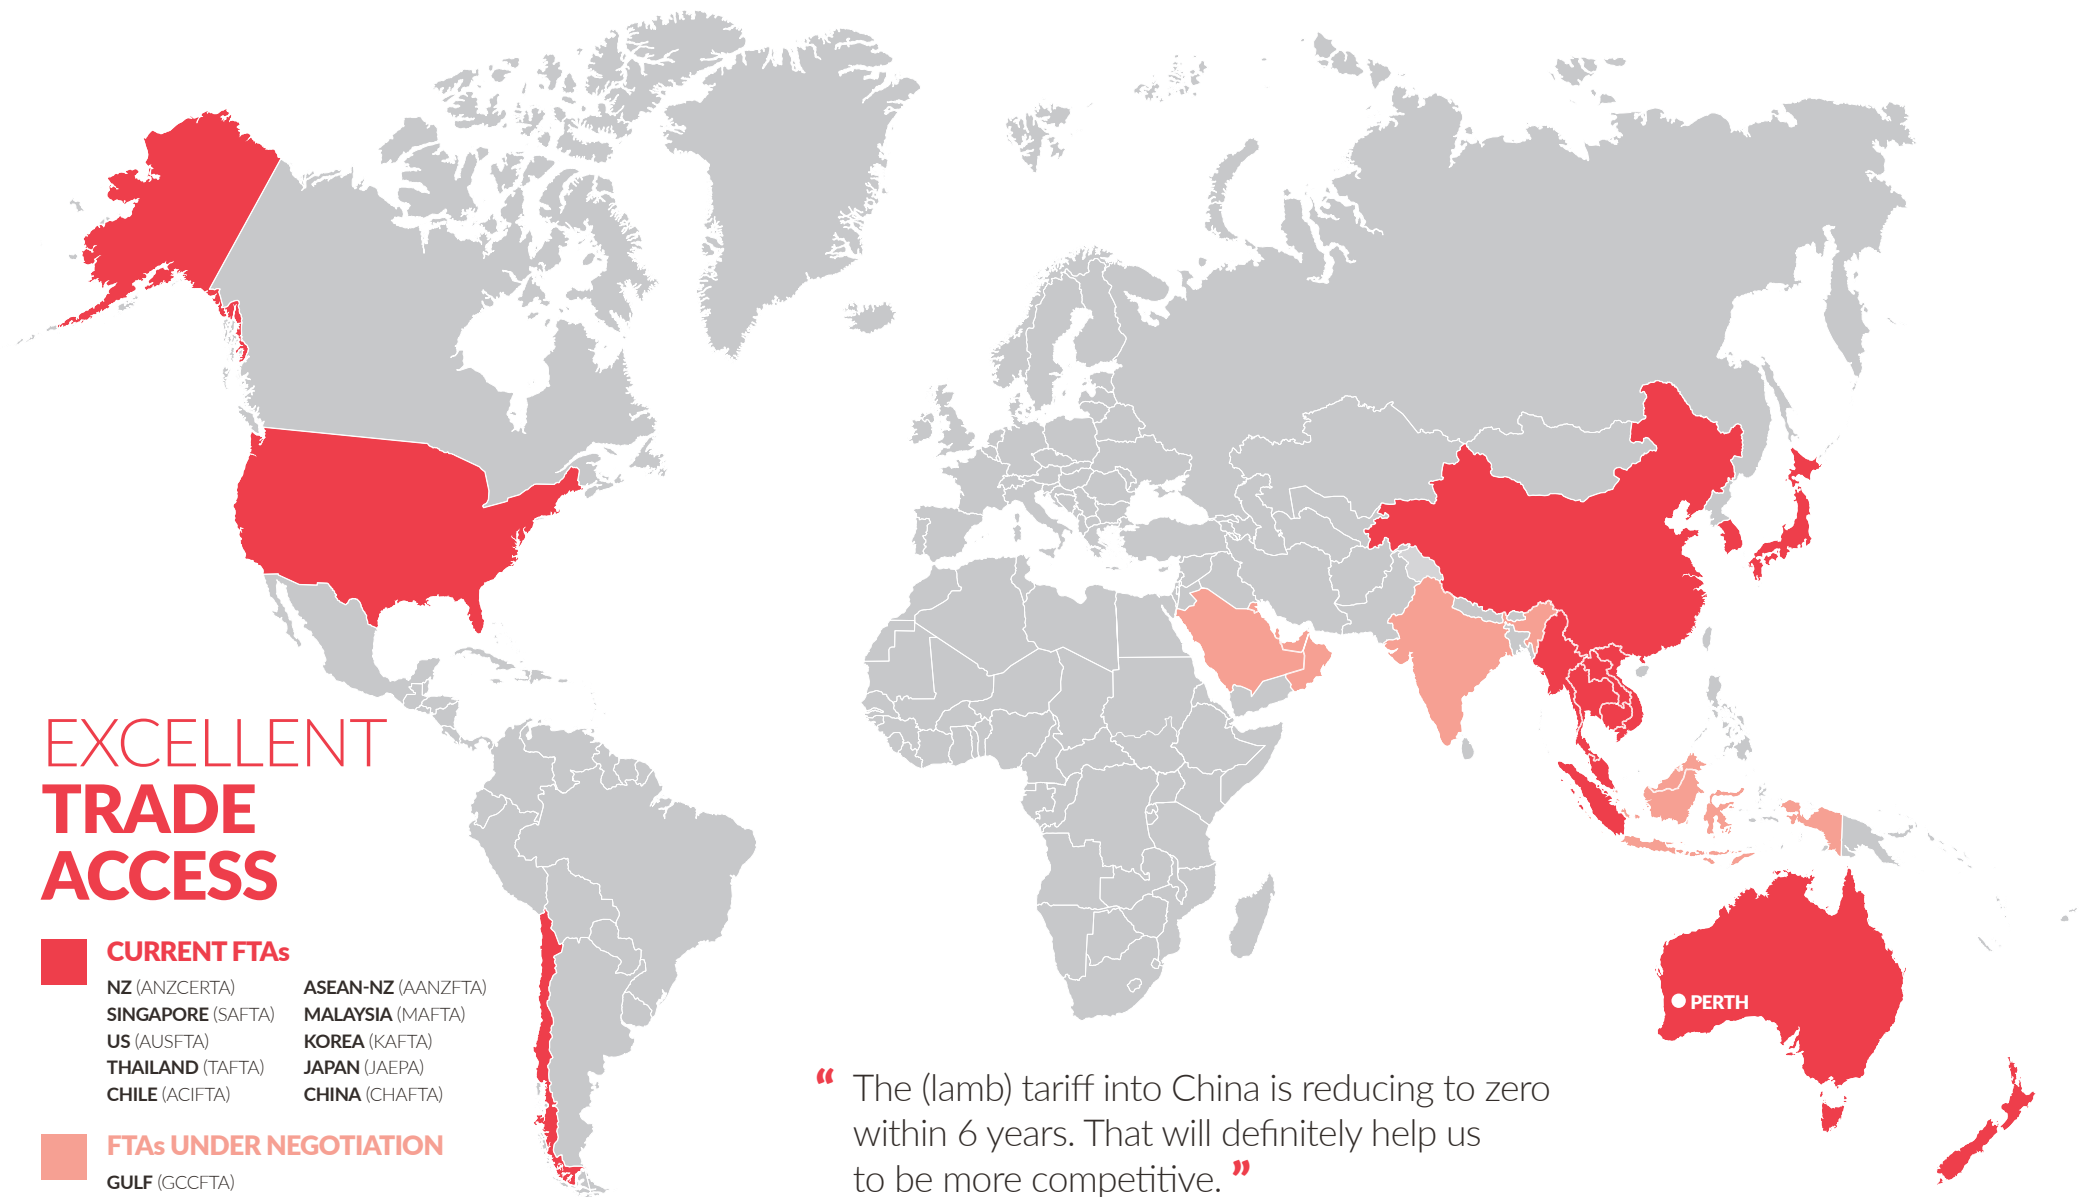 EXCELLENT
TRADE
ACCESS
CURRENT FTAs
NZ (ANZCERTA)
SINGAPORE (SAFTA)
US (AUSFTA)
THAILAND (TAFTA)
CHILE (ACIFTA)
ASEAN-NZ (AANZFTA)
MALAYSIA (MAFTA)
KOREA (KAFTA)
JAPAN (JAEPA)
CHINA (CHAFTA)
FTAs UNDER NEGOTIATION
GULF (GCCFTA)
PERTH
“ The (lamb) tariff into China is reducing to zero
within 6 years. That will definitely help us
to be more competitive. ”